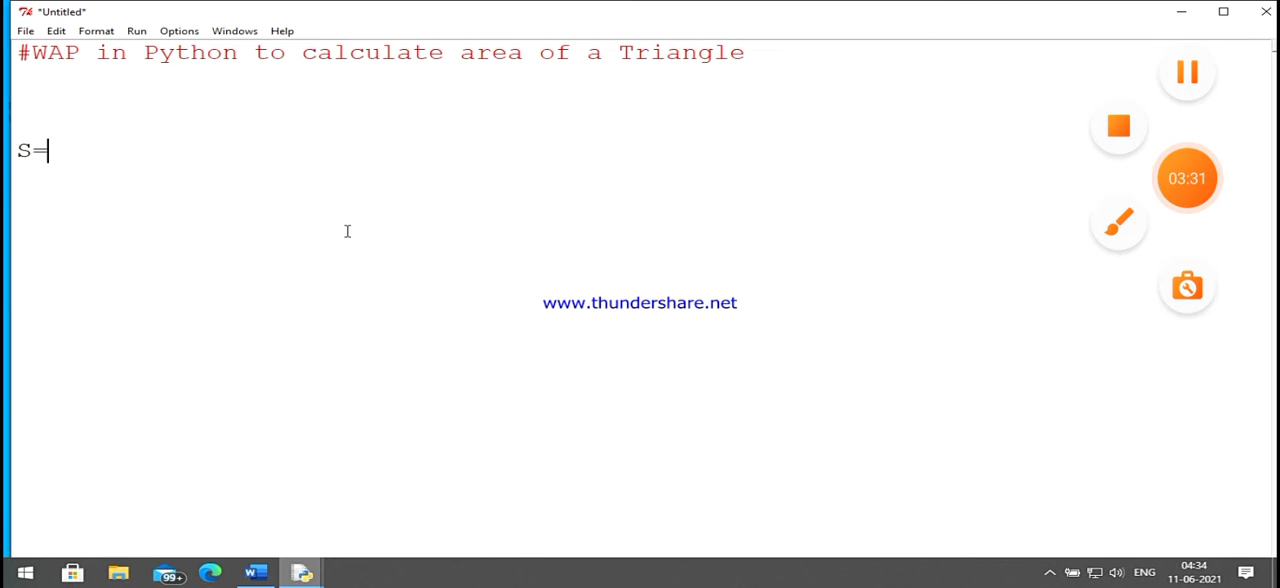 *Untitled*
File Edit Format Run Options Windows Help
#WAP in Python to calculate area of a Triangle
S=
03:31
www.thundershare.net
99+
W
ENG
04:34
11-06-2021